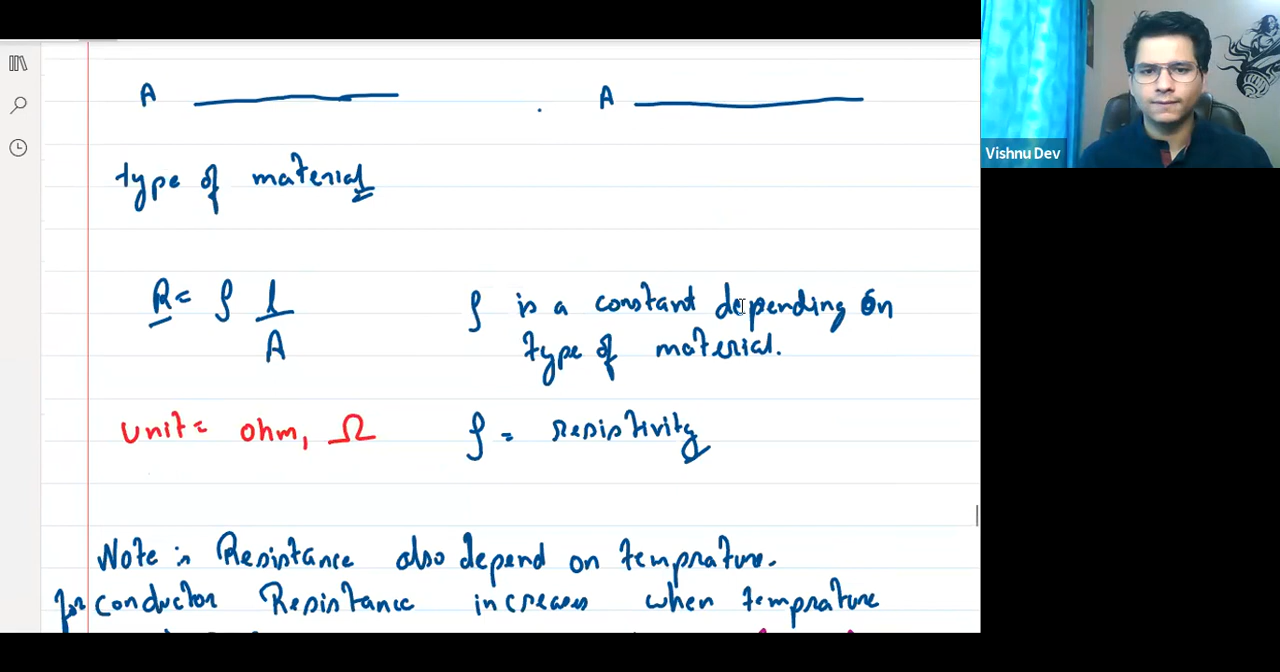 A A
Vishnu Dev
type of material
R = ρ l/A ρ is a constant depending on
type of material.
unit = ohm, Ω ρ = resistivity
Note :- Resistance also depend on temprature.
for conductor Resistance increases when temprature